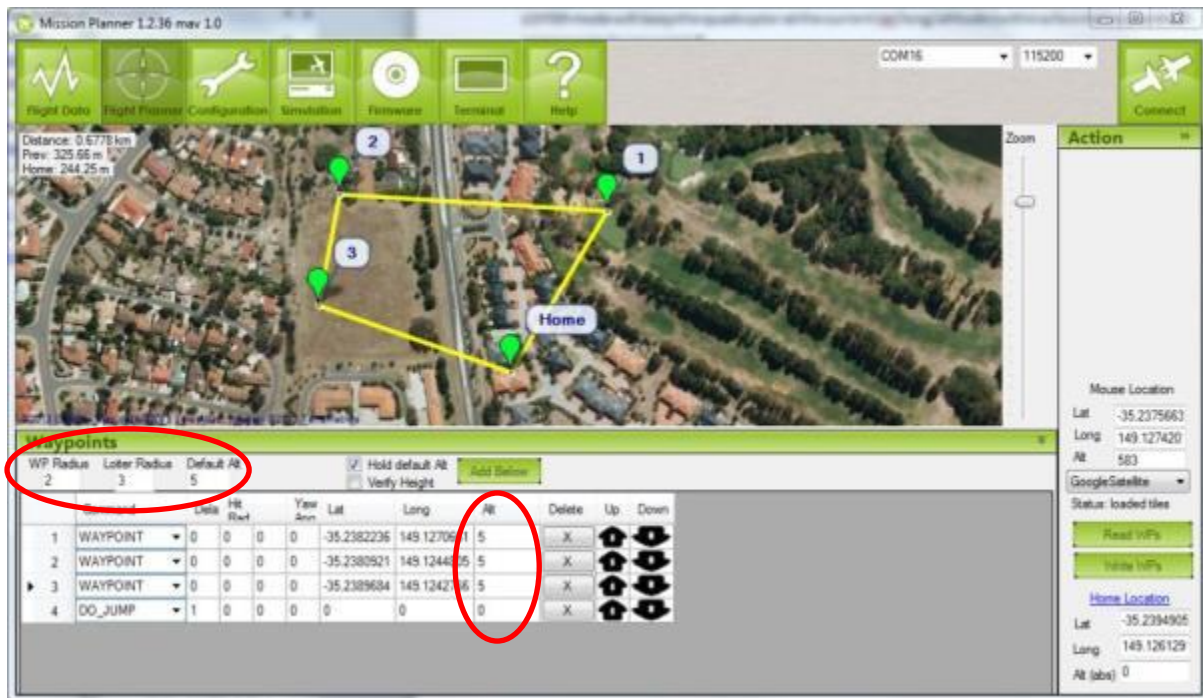 Mission Planner 1.2.36 mav 1.0
COM16 115200
Flight Data Flight Planner Configuration Simulation Firmware Terminal Help Connect
Distance: 0.6778 km
Prev: 325.66 m
Home: 244.25 m
2
1
3
Home
Zoom
Action
Mouse Location
Lat -35.2375663
Long 149.127420
Alt 583
GoogleSatellite
Status: loaded tiles
Read WPs
Write WPs
Home Location
Lat -35.2394905
Long 149.126129
Alt (abs) 0
Waypoints
WP Radius Loiter Radius Default Alt
2 3 5
Hold default Alt
Verify Height
Add Below
Command Dela Hit Rad Yaw Ang Lat Long Alt Delete Up Down
1 WAYPOINT 0 0 0 0 -35.2382236 5 X
2 WAYPOINT 0 0 0 0 -35.2380921 5 X
3 WAYPOINT 0 0 0 0 -35.2389684 5 X
4 DO_JUMP 1 0 0 0 0 0 0 X